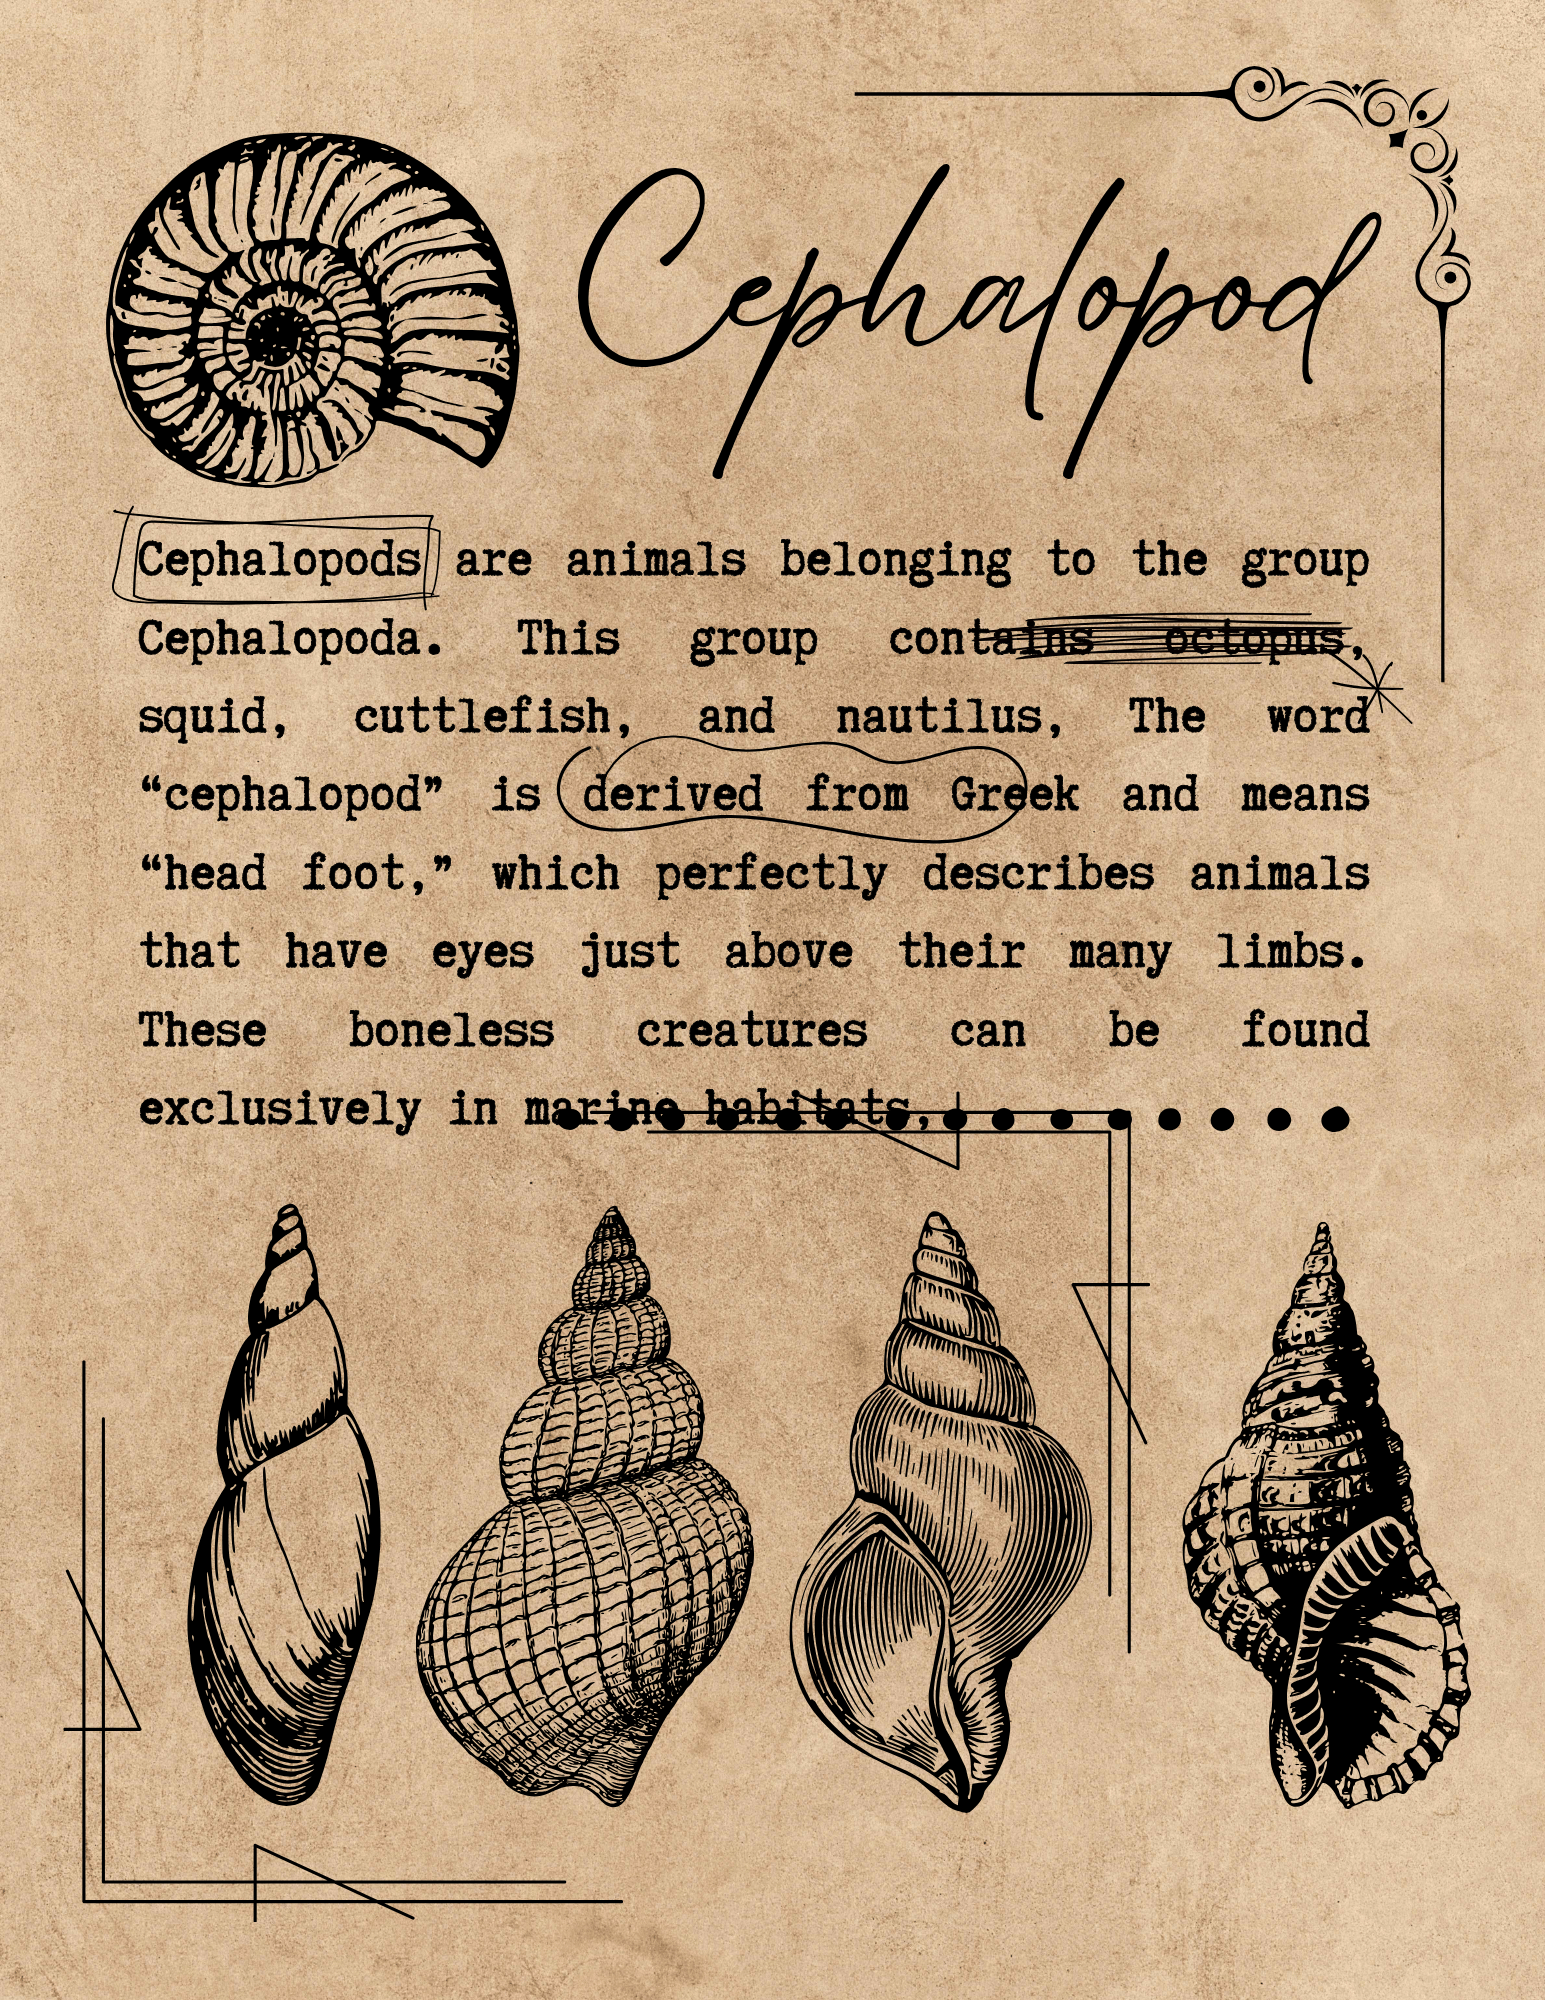 Cephalopod
Cephalopods are animals belonging to the group
Cephalopoda. This group contains octopus,
squid, cuttlefish, and nautilus, The word
“cephalopod” is derived from Greek and means
“head foot,” which perfectly describes animals
that have eyes just above their many limbs.
These boneless creatures can be found
exclusively in marine habitats,